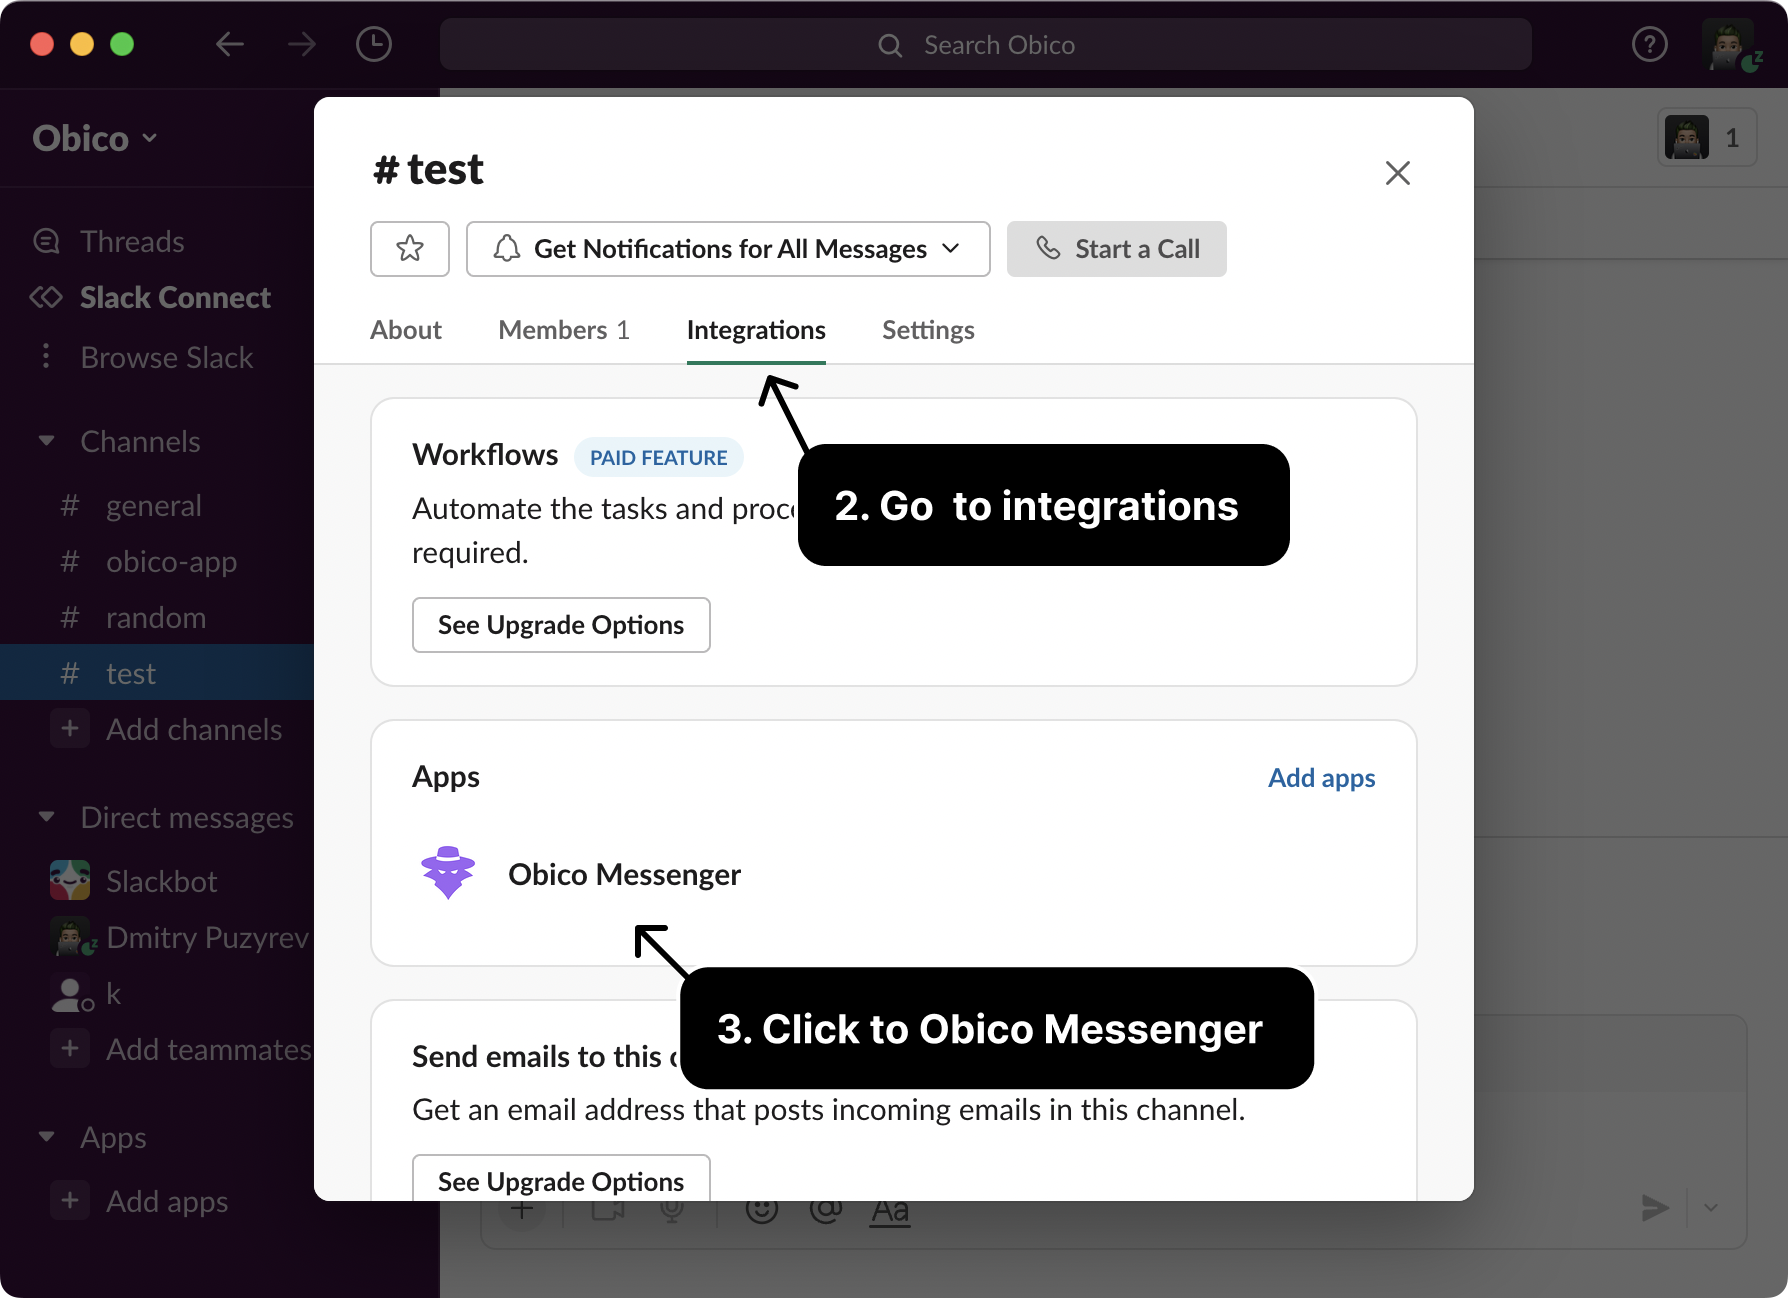 Search Obico
Obico
1
Threads
Slack Connect
Browse Slack
Channels
# general
# obico-app
# random
# test
+ Add channels
Direct messages
Slackbot
Dmitry Puzyrev
k
+ Add teammates
Apps
+ Add apps
# test
Get Notifications for All Messages
Start a Call
About
Members 1
Integrations
Settings
Workflows
PAID FEATURE
Automate the tasks and proc
required.
See Upgrade Options
2. Go to integrations
Apps
Add apps
Obico Messenger
3. Click to Obico Messenger
Send emails to this
Get an email address that posts incoming emails in this channel.
See Upgrade Options
Aa